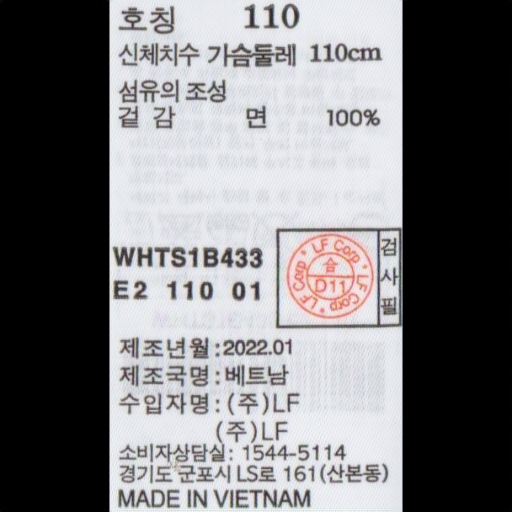 호칭 110
신체치수 가슴둘레 110cm
섬유의 조성
겉 감 면 100%
WHTS1B433
E2 110 01
LF Corp. LF Corp. LF Corp.
合
D11
검사필
제조년월:2022.01
제조국명:베트남
수입자명:(주)LF
(주)LF
소비자상담실: 1544-5114
경기도 군포시 LS로 161(산본동)
MADE IN VIETNAM